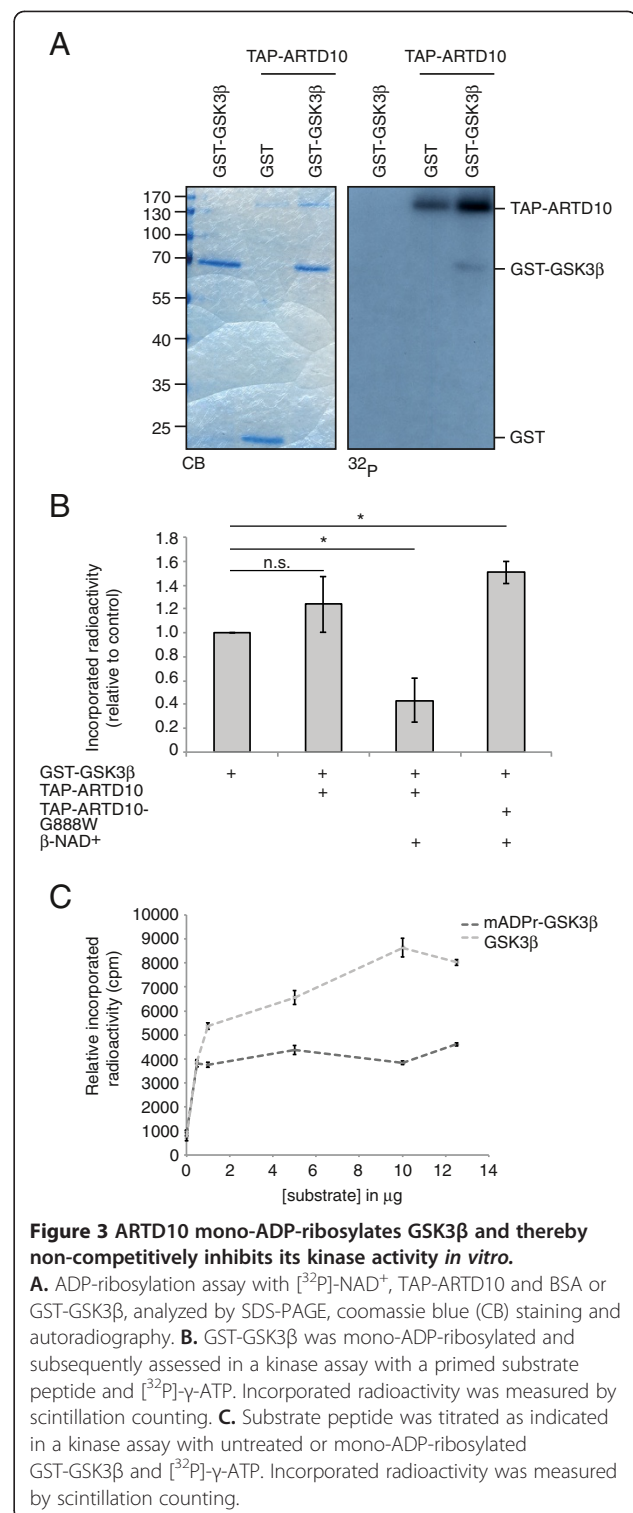 A
TAP-ARTD10 TAP-ARTD10
GST-GSK3β GST GST-GSK3β GST-GSK3β GST GST-GSK3β
170
130
100
70
55
40
35
25
TAP-ARTD10
GST-GSK3β
GST
CB 32P
B
*
*
n.s.
1.8
1.6
1.4
1.2
1.0
0.8
0.6
0.4
0.2
0
Incorporated radioactivity
(relative to control)
GST-GSK3β + + + +
TAP-ARTD10 + +
TAP-ARTD10- +
G888W
β-NAD+ + +
C
10000
9000
8000
7000
6000
5000
4000
3000
2000
1000
0
Relative incorporated
radioactivity (cpm)
mADPr-GSK3β
GSK3β
0 2 4 6 8 10 12 14
[substrate] in μg
Figure 3 ARTD10 mono-ADP-ribosylates GSK3β and thereby
non-competitively inhibits its kinase activity in vitro.
A. ADP-ribosylation assay with [32P]-NAD+, TAP-ARTD10 and BSA or
GST-GSK3β, analyzed by SDS-PAGE, coomassie blue (CB) staining and
autoradiography. B. GST-GSK3β was mono-ADP-ribosylated and
subsequently assessed in a kinase assay with a primed substrate
peptide and [32P]-γ-ATP. Incorporated radioactivity was measured by
scintillation counting. C. Substrate peptide was titrated as indicated
in a kinase assay with untreated or mono-ADP-ribosylated
GST-GSK3β and [32P]-γ-ATP. Incorporated radioactivity was measured
by scintillation counting.